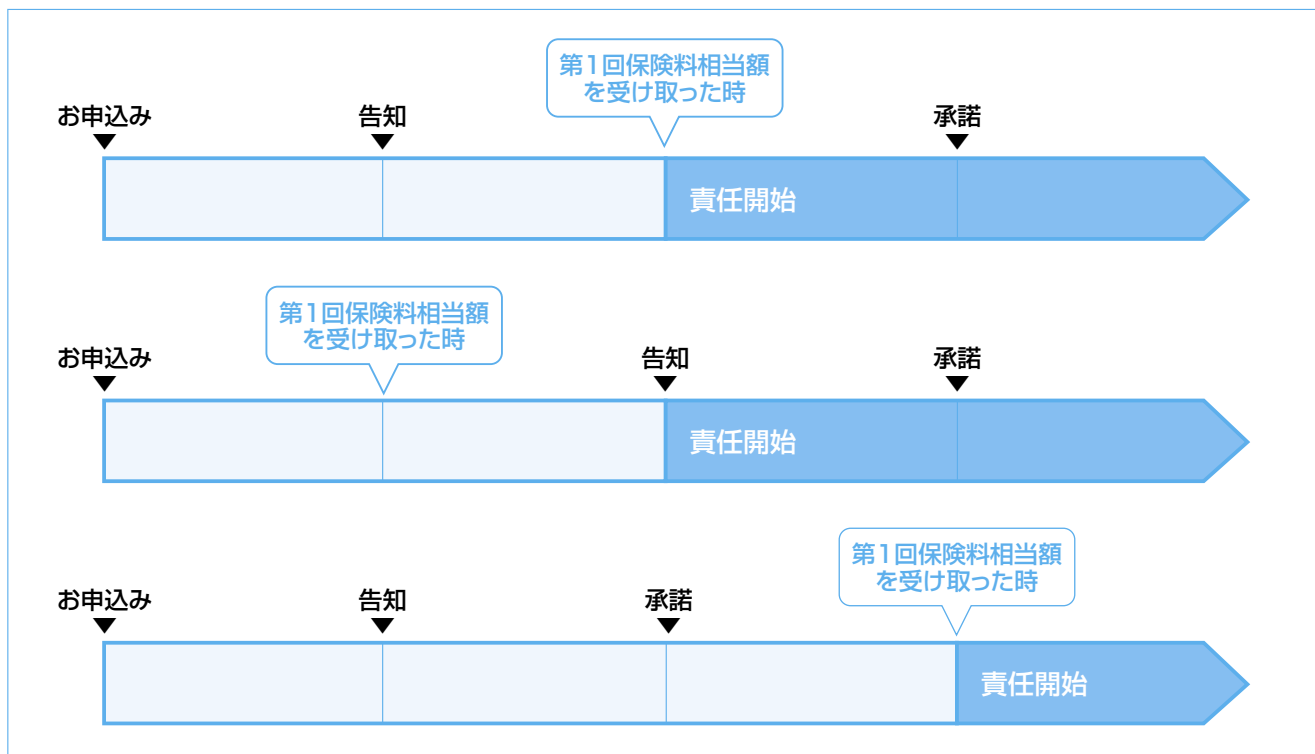 第1回保険料相当額
を受け取った時
お申込み
告知
承諾
責任開始
第1回保険料相当額
を受け取った時
お申込み
告知
承諾
責任開始
第1回保険料相当額
を受け取った時
お申込み
告知
承諾
責任開始